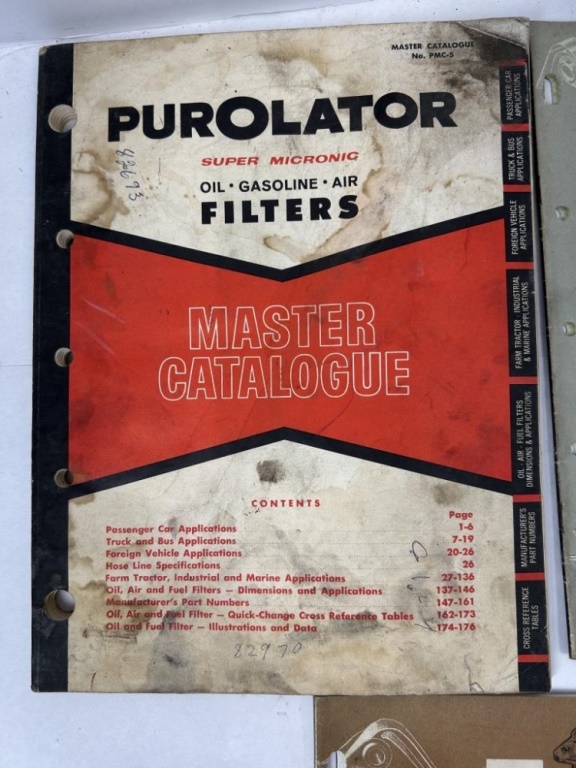 MASTER CATALOGUE
No. PMC-5
PUROLATOR
SUPER MICRONIC
OIL · GASOLINE · AIR
FILTERS
42693
MASTER
CATALOGUE
CONTENTS
Page
Passenger Car Applications 1-6
Truck and Bus Applications 7-19
Foreign Vehicle Applications 20-26
Hose Line Specifications 26
Farm Tractor, Industrial and Marine Applications 27-136
Oil, Air and Fuel Filters — Dimensions and Applications 137-146
Manufacturer's Part Numbers 147-161
Oil, Air and Fuel Filter — Quick-Change Cross Reference Tables 162-173
Oil and Fuel Filter — Illustrations and Data 174-176
82970
PASSENGER CAR
APPLICATIONS
TRUCK & BUS
APPLICATIONS
FOREIGN VEHICLE
APPLICATIONS
FARM TRACTOR · INDUSTRIAL
& MARINE APPLICATIONS
OIL · AIR · FUEL FILTERS
DIMENSIONS & APPLICATIONS
MANUFACTURER'S
PART NUMBERS
CROSS REFERENCE
TABLES